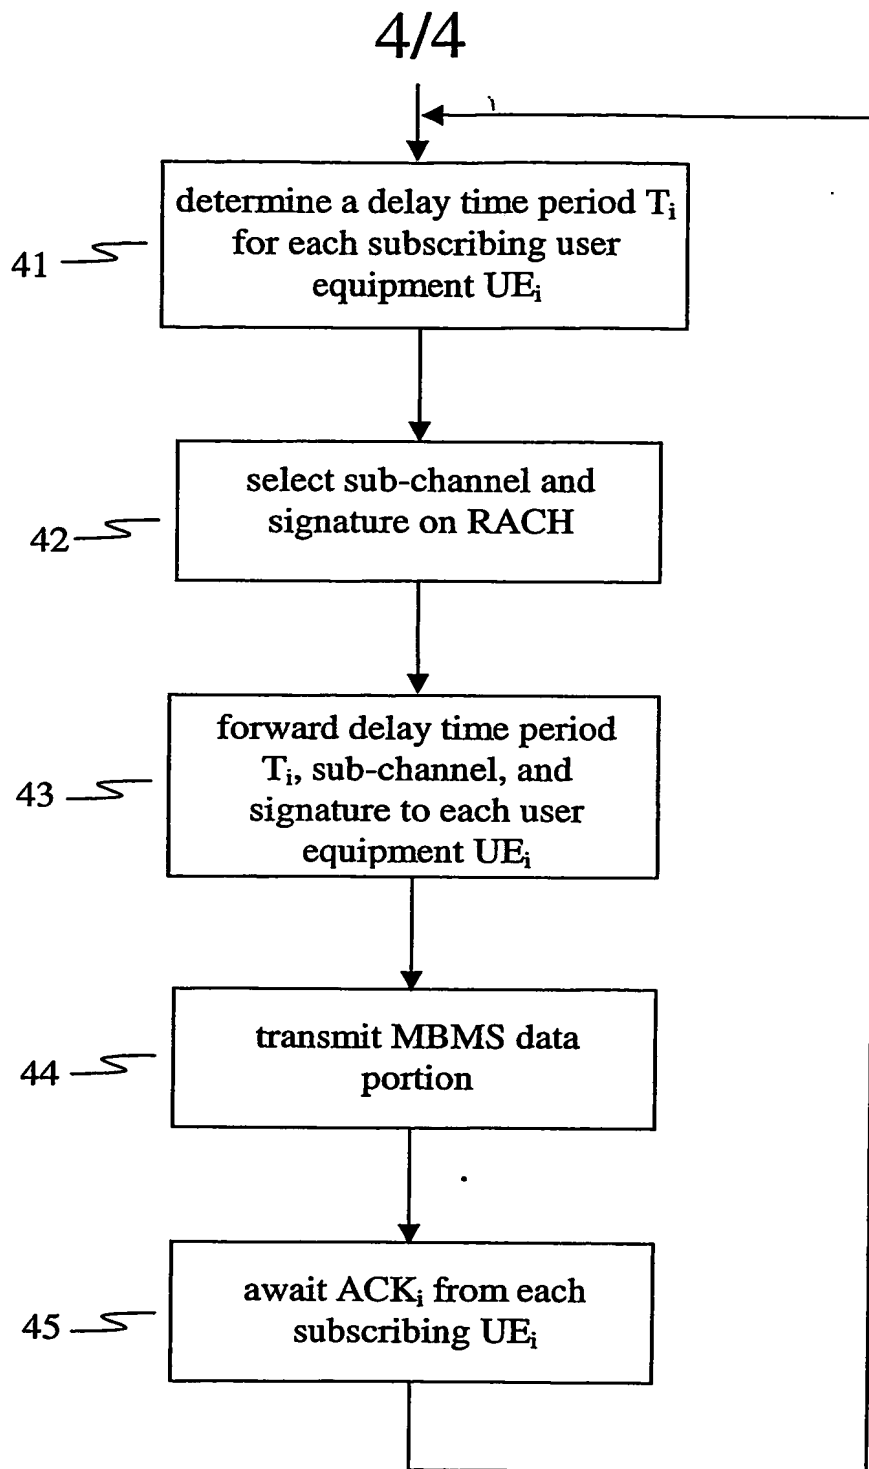 4/4
determine a delay time period Ti
for each subscribing user
equipment UEi
41
select sub-channel and
signature on RACH
42
forward delay time period
Ti, sub-channel, and
signature to each user
equipment UEi
43
transmit MBMS data
portion
44
await ACKi from each
subscribing UEi
45